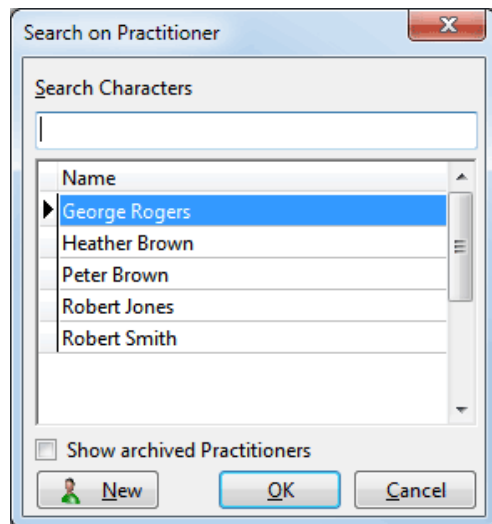 Search on Practitioner
Search Characters
Name
George Rogers
Heather Brown
Peter Brown
Robert Jones
Robert Smith
Show archived Practitioners
New OK Cancel